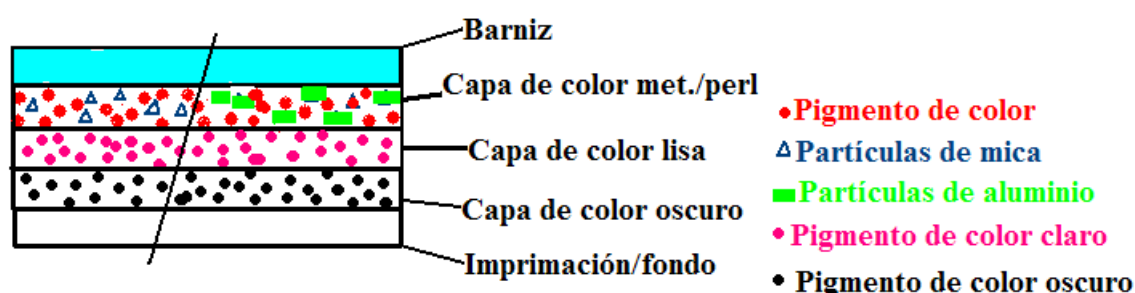 Barniz
Capa de color met./perl
Capa de color lisa
Capa de color oscuro
Imprimación/fondo
Pigmento de color
Partículas de mica
Partículas de aluminio
Pigmento de color claro
Pigmento de color oscuro